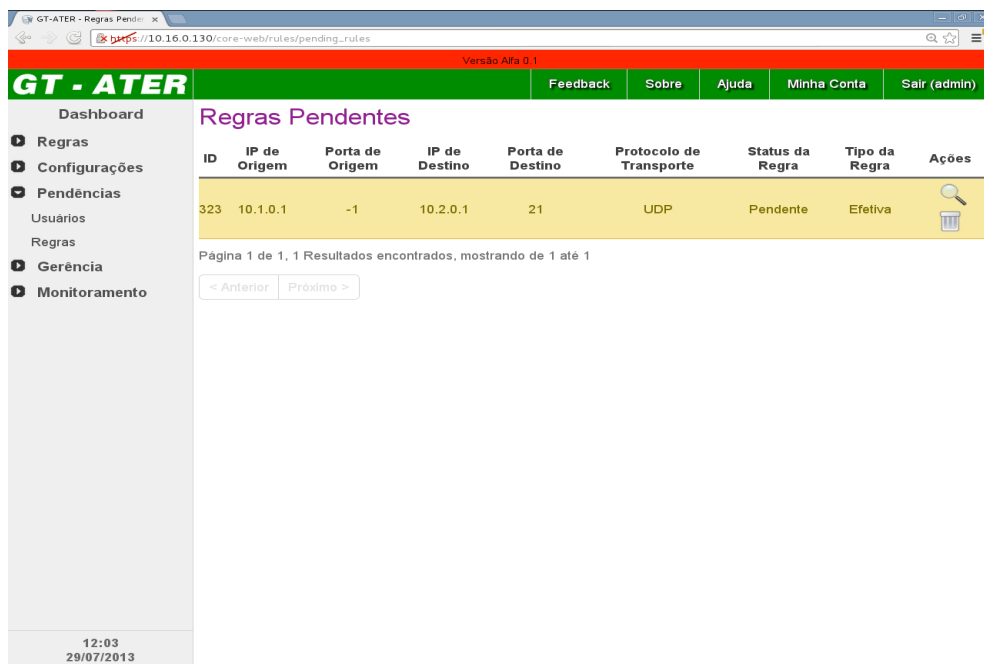 GT-ATER - Regras Pender
https://10.16.0.130/core-web/rules/pending_rules
Versão Alfa 0.1
GT - ATER
Feedback
Sobre
Ajuda
Minha Conta
Sair (admin)
Dashboard
Regras
Configurações
Pendências
Usuários
Regras
Gerência
Monitoramento
12:03
29/07/2013
Regras Pendentes
ID IP de Origem Porta de Origem IP de Destino Porta de Destino Protocolo de Transporte Status da Regra Tipo da Regra Ações
323 10.1.0.1 -1 10.2.0.1 21 UDP Pendente Efetiva
Página 1 de 1, 1 Resultados encontrados, mostrando de 1 até 1
< Anterior Próximo >